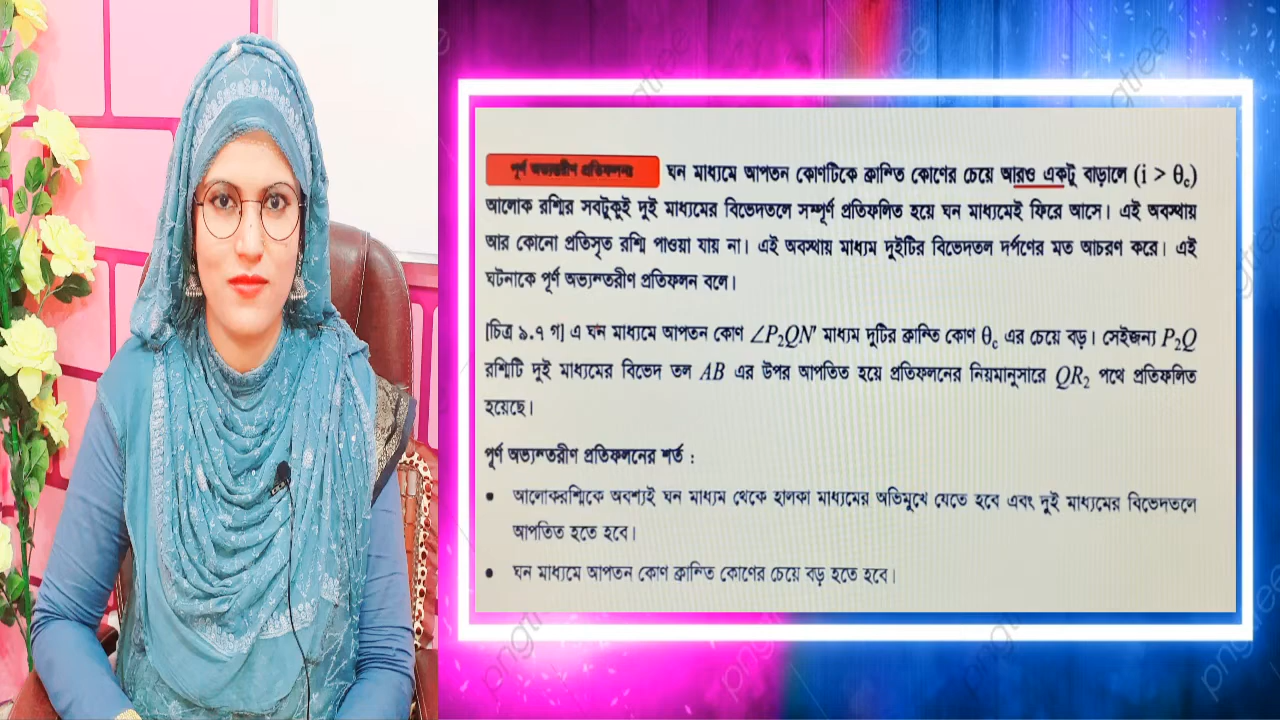 পূর্ণ অভ্যন্তরীণ প্রতিফলনঃ ঘন মাধ্যমে আপতন কোণটিকে ক্রান্তি কোণের চেয়ে আরও একটু বাড়ালে (i > θc)
আলোক রশ্মির সবটুকুই দুই মাধ্যমের বিভেদতলে সম্পূর্ণ প্রতিফলিত হয়ে ঘন মাধ্যমেই ফিরে আসে। এই অবস্থায়
আর কোনো প্রতিসৃত রশ্মি পাওয়া যায় না। এই অবস্থায় মাধ্যম দুইটির বিভেদতল দর্পণের মত আচরণ করে। এই
ঘটনাকে পূর্ণ অভ্যন্তরীণ প্রতিফলন বলে।
[চিত্র ৯.৭ গ] এ ঘন মাধ্যমে আপতন কোণ ∠P₂QN′ মাধ্যম দুটির ক্রান্তি কোণ θc এর চেয়ে বড়। সেইজন্য P₂Q
রশ্মিটি দুই মাধ্যমের বিভেদ তল AB এর উপর আপতিত হয়ে প্রতিফলনের নিয়মানুসারে QR₂ পথে প্রতিফলিত
হয়েছে।
পূর্ণ অভ্যন্তরীণ প্রতিফলনের শর্ত :
• আলোকরশ্মিকে অবশ্যই ঘন মাধ্যম থেকে হালকা মাধ্যমের অভিমুখে যেতে হবে এবং দুই মাধ্যমের বিভেদতলে
আপতিত হতে হবে।
• ঘন মাধ্যমে আপতন কোণ ক্রান্তি কোণের চেয়ে বড় হতে হবে।
pngtree
pngtree